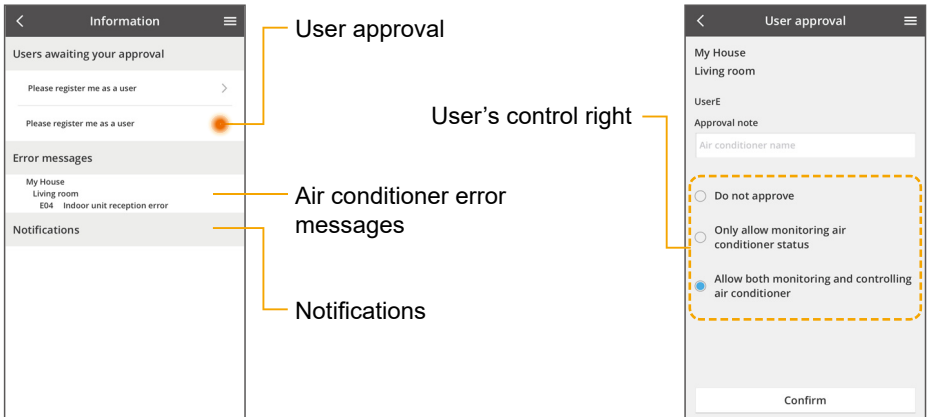 Information
Users awaiting your approval
Please register me as a user
Please register me as a user
Error messages
My House
Living room
E04 Indoor unit reception error
Notifications
User approval
Air conditioner error
messages
Notifications
User's control right
User approval
My House
Living room
UserE
Approval note
Air conditioner name
Do not approve
Only allow monitoring air
conditioner status
Allow both monitoring and controlling
air conditioner
Confirm